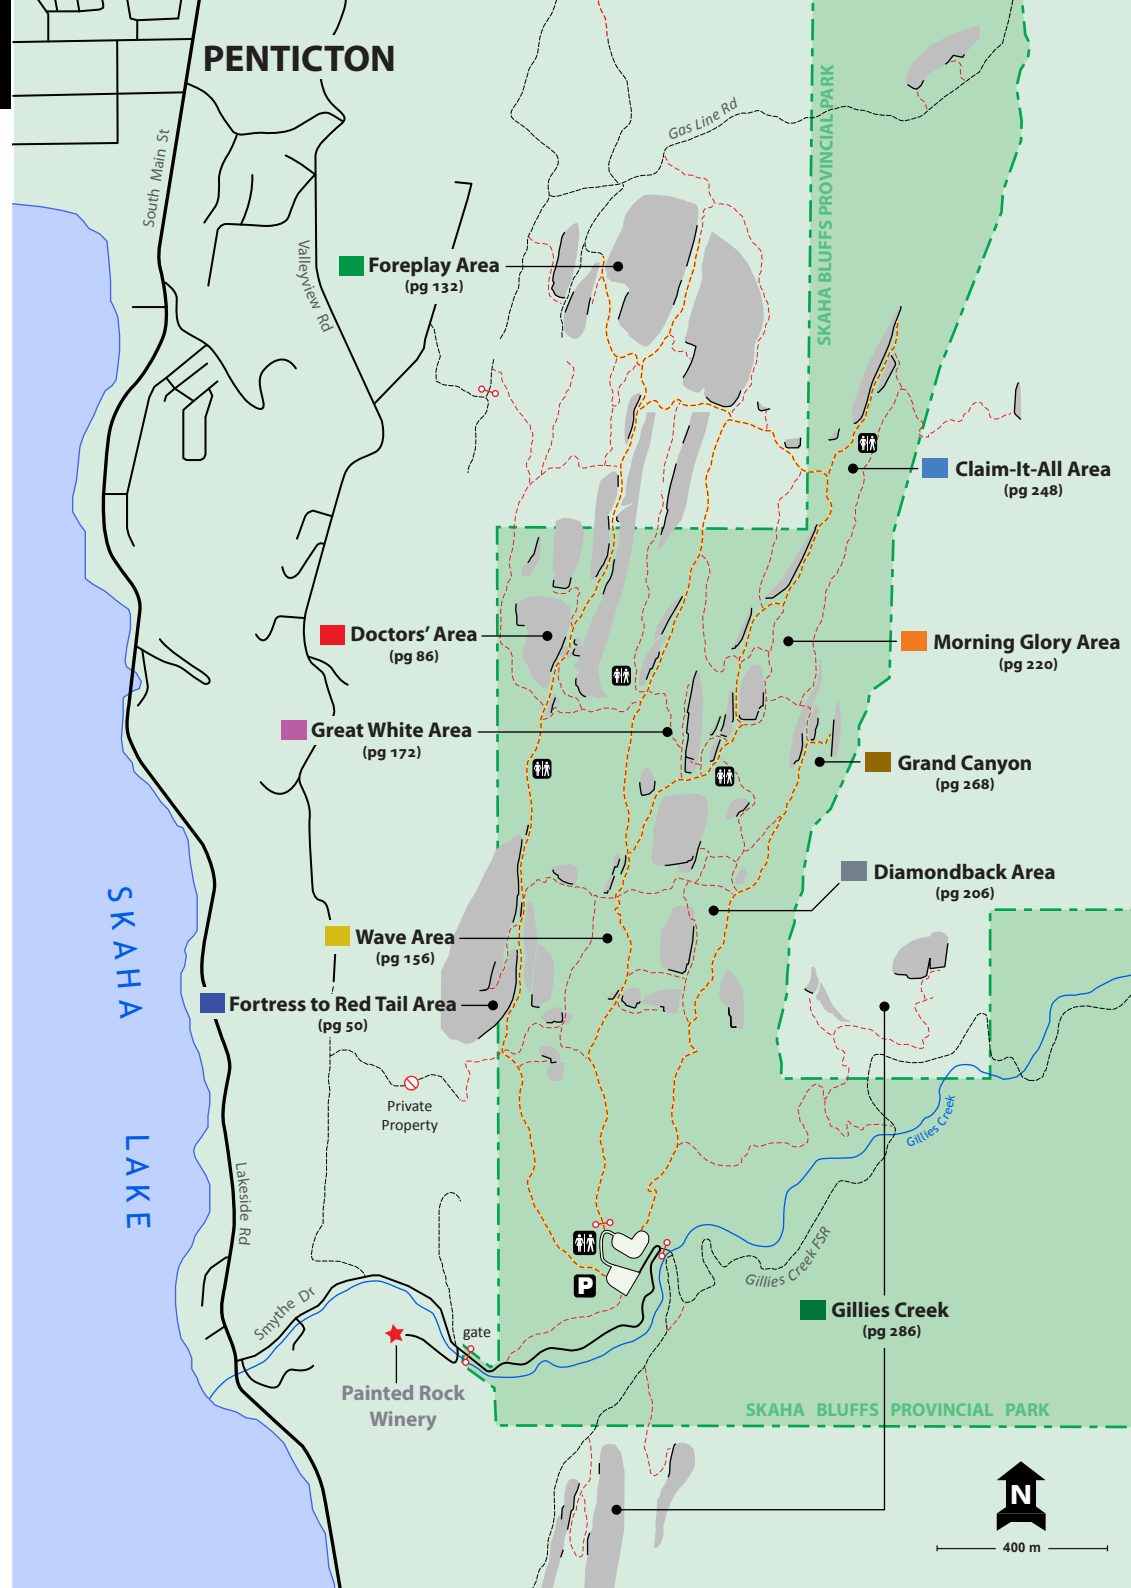 PENTICTON
South Main St
Valleyview Rd
Gas Line Rd
SKAHA BLUFFS PROVINCIAL PARK
Foreplay Area
(pg 132)
Claim-It-All Area
(pg 248)
Doctors’ Area
(pg 86)
Morning Glory Area
(pg 220)
Great White Area
(pg 172)
Grand Canyon
(pg 268)
Diamondback Area
(pg 206)
Wave Area
(pg 156)
Fortress to Red Tail Area
(pg 50)
SKAHA
LAKE
Private
Property
Gillies Creek
Lakeside Rd
Gillies Creek FSR
P
Smythe Dr
gate
Gillies Creek
(pg 286)
Painted Rock
Winery
SKAHA BLUFFS PROVINCIAL PARK
N
400 m